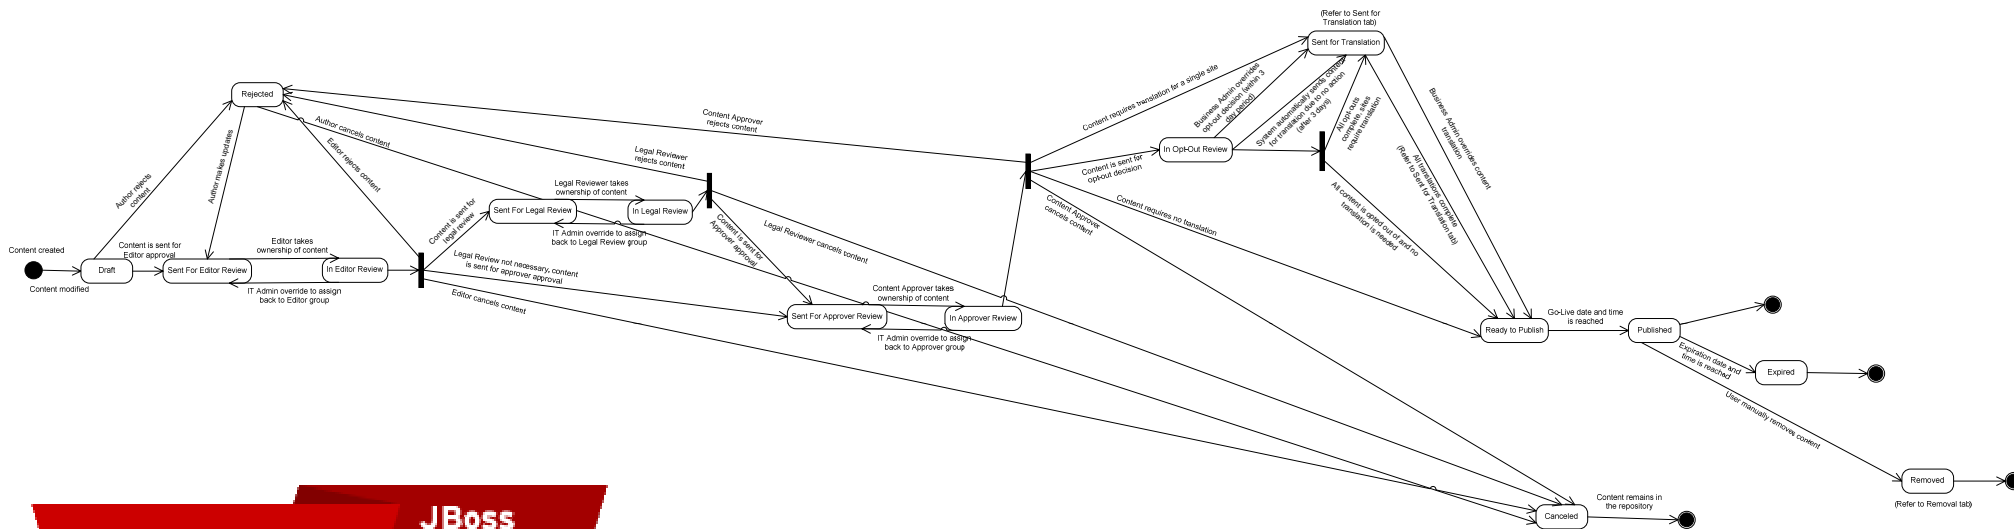 (Refer to Sent for
Translation tab)
Sent for Translation
Rejected
Content Approver
rejects content
Author cancels content
Legal Reviewer
rejects content
Editor rejects content
Author makes updates
Author rejects
content
Content requires translation for a single site
Business Admin overrides
opt-out decision (within 3
day period)
System automatically sends content
for translation due to no action
(after 3 days)
All opt-outs
complete, sites
require translation
Business Admin overrides content
translation
All translations complete
(Refer to Sent for Translation tab)
In Opt-Out Review
Content is sent for
opt-out decision
All content is opted out of and no
translation is needed
Content requires no translation
Content Approver
cancels content
Legal Reviewer takes
ownership of content
Sent For Legal Review
In Legal Review
IT Admin override to assign
back to Legal Review group
Content is sent for
legal review
Content is sent for
Approver approval
Legal Reviewer cancels content
Content created
Content modified
Draft
Content is sent for
Editor approval
Sent For Editor Review
Editor takes
ownership of content
In Editor Review
IT Admin override to assign
back to Editor group
Legal Review not necessary, content
is sent for approver approval
Editor cancels content
Content Approver takes
ownership of content
Sent For Approver Review
In Approver Review
IT Admin override to assign
back to Approver group
Ready to Publish
Go-Live date and time
is reached
Published
Expiration date and
time is reached
Expired
User manually removes content
Removed
(Refer to Removal tab)
Canceled
Content remains in
the repository
JBoss